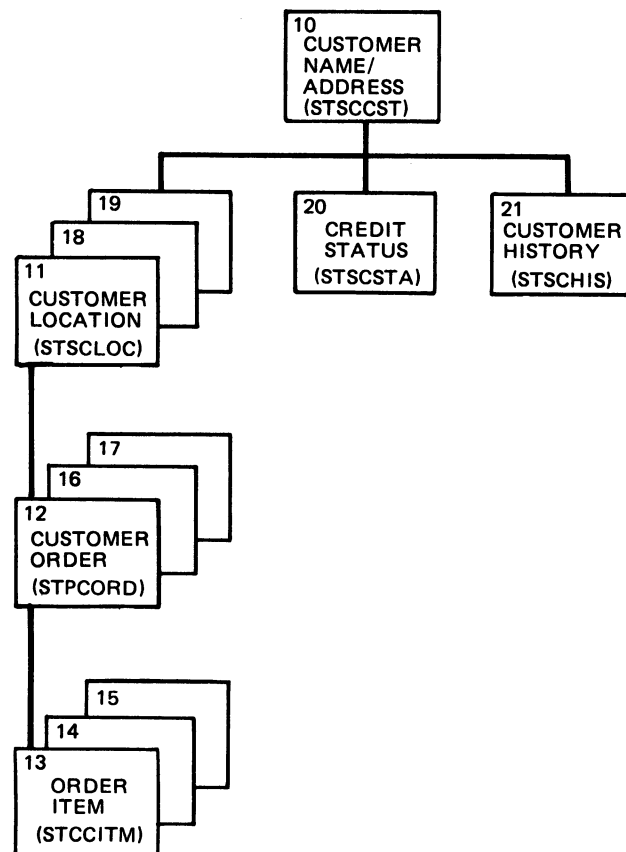 10
CUSTOMER
NAME/
ADDRESS
(STSCCST)
19
18
11
CUSTOMER
LOCATION
(STSCLOC)
20
CREDIT
STATUS
(STSCSTA)
21
CUSTOMER
HISTORY
(STSCHIS)
17
16
12
CUSTOMER
ORDER
(STPCORD)
15
14
13
ORDER
ITEM
(STCCITM)